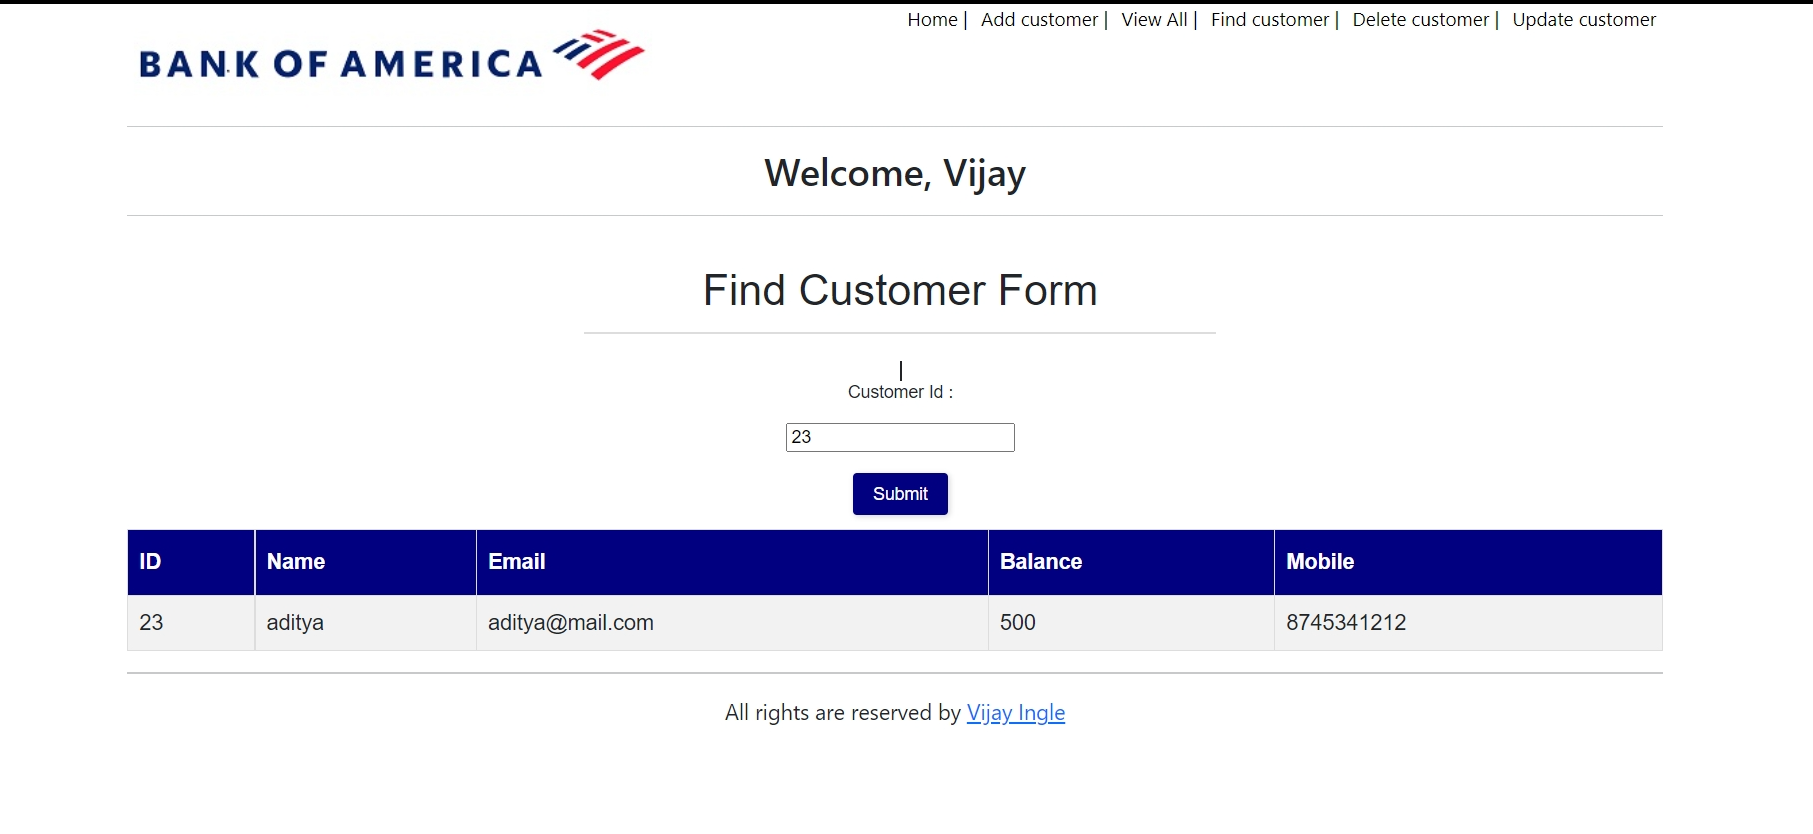 Home | Add customer | View All | Find customer | Delete customer | Update customer
BANK OF AMERICA
Welcome, Vijay
Find Customer Form
Customer Id :
23
Submit
ID Name Email Balance Mobile
23 aditya aditya@mail.com 500 8745341212
All rights are reserved by Vijay Ingle